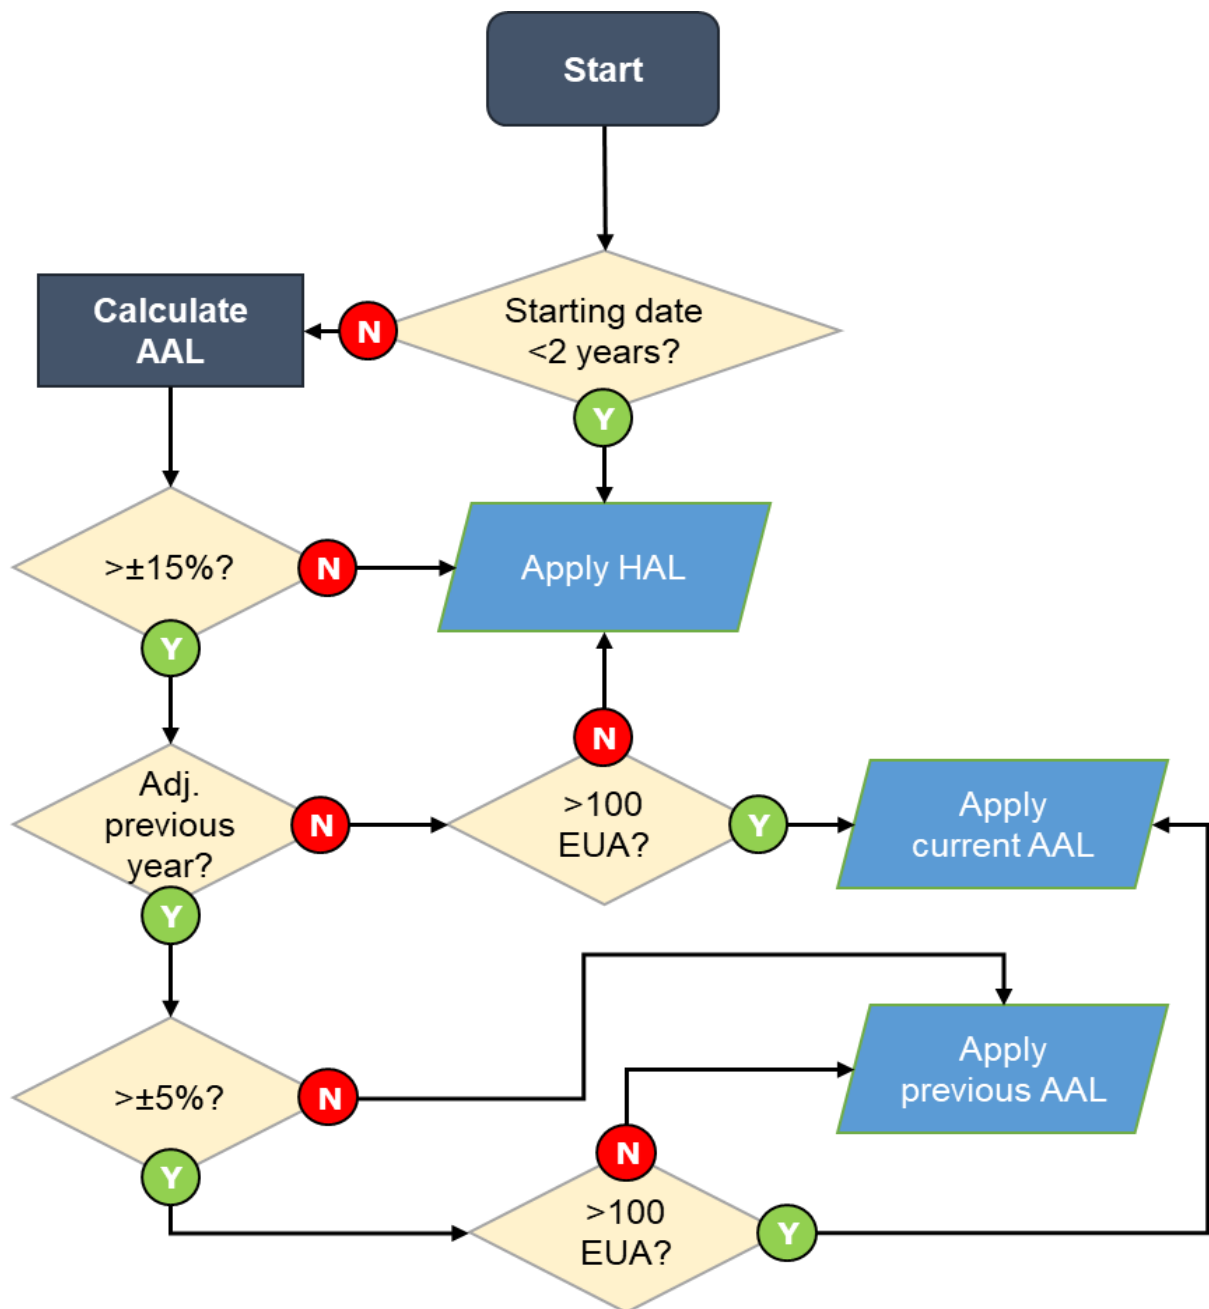 Start
Starting date
<2 years?
N
Y
Calculate
AAL
>±15%?
N
Y
Apply HAL
Adj.
previous
year?
N
Y
>100
EUA?
N
Y
Apply
current AAL
>±5%?
N
Y
Apply
previous AAL
>100
EUA?
N
Y